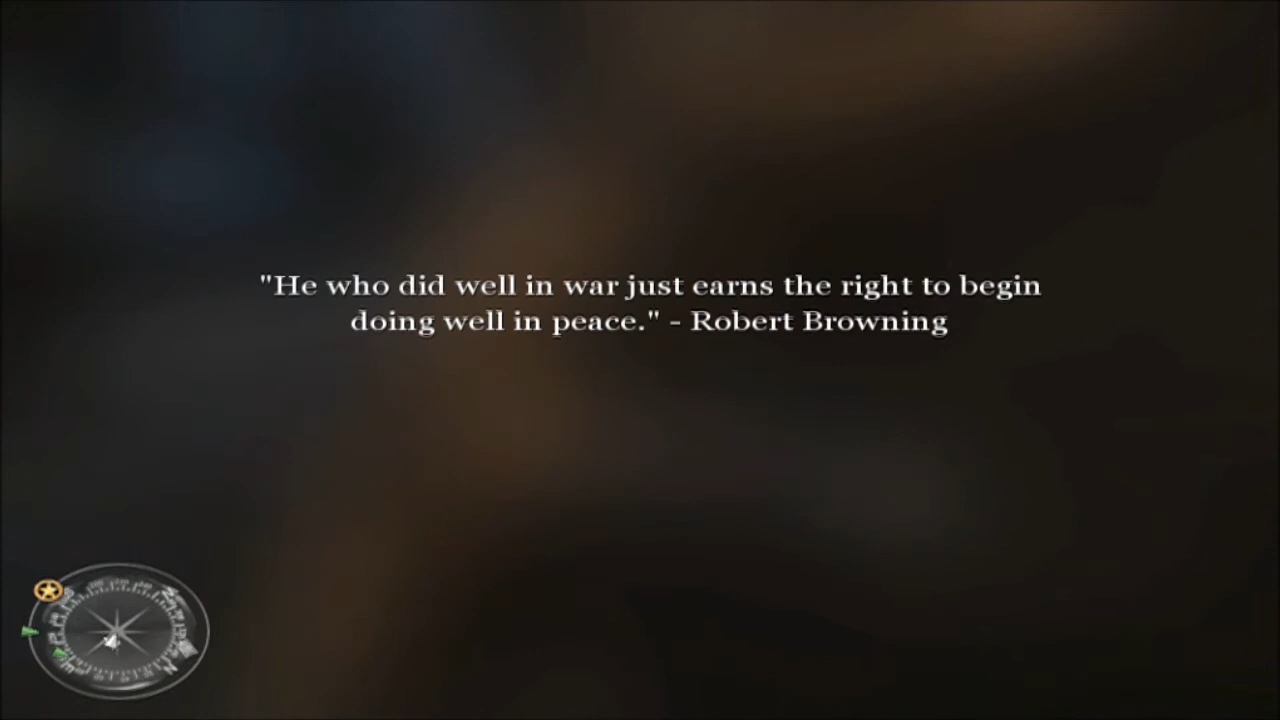 "He who did well in war just earns the right to begin
doing well in peace." - Robert Browning